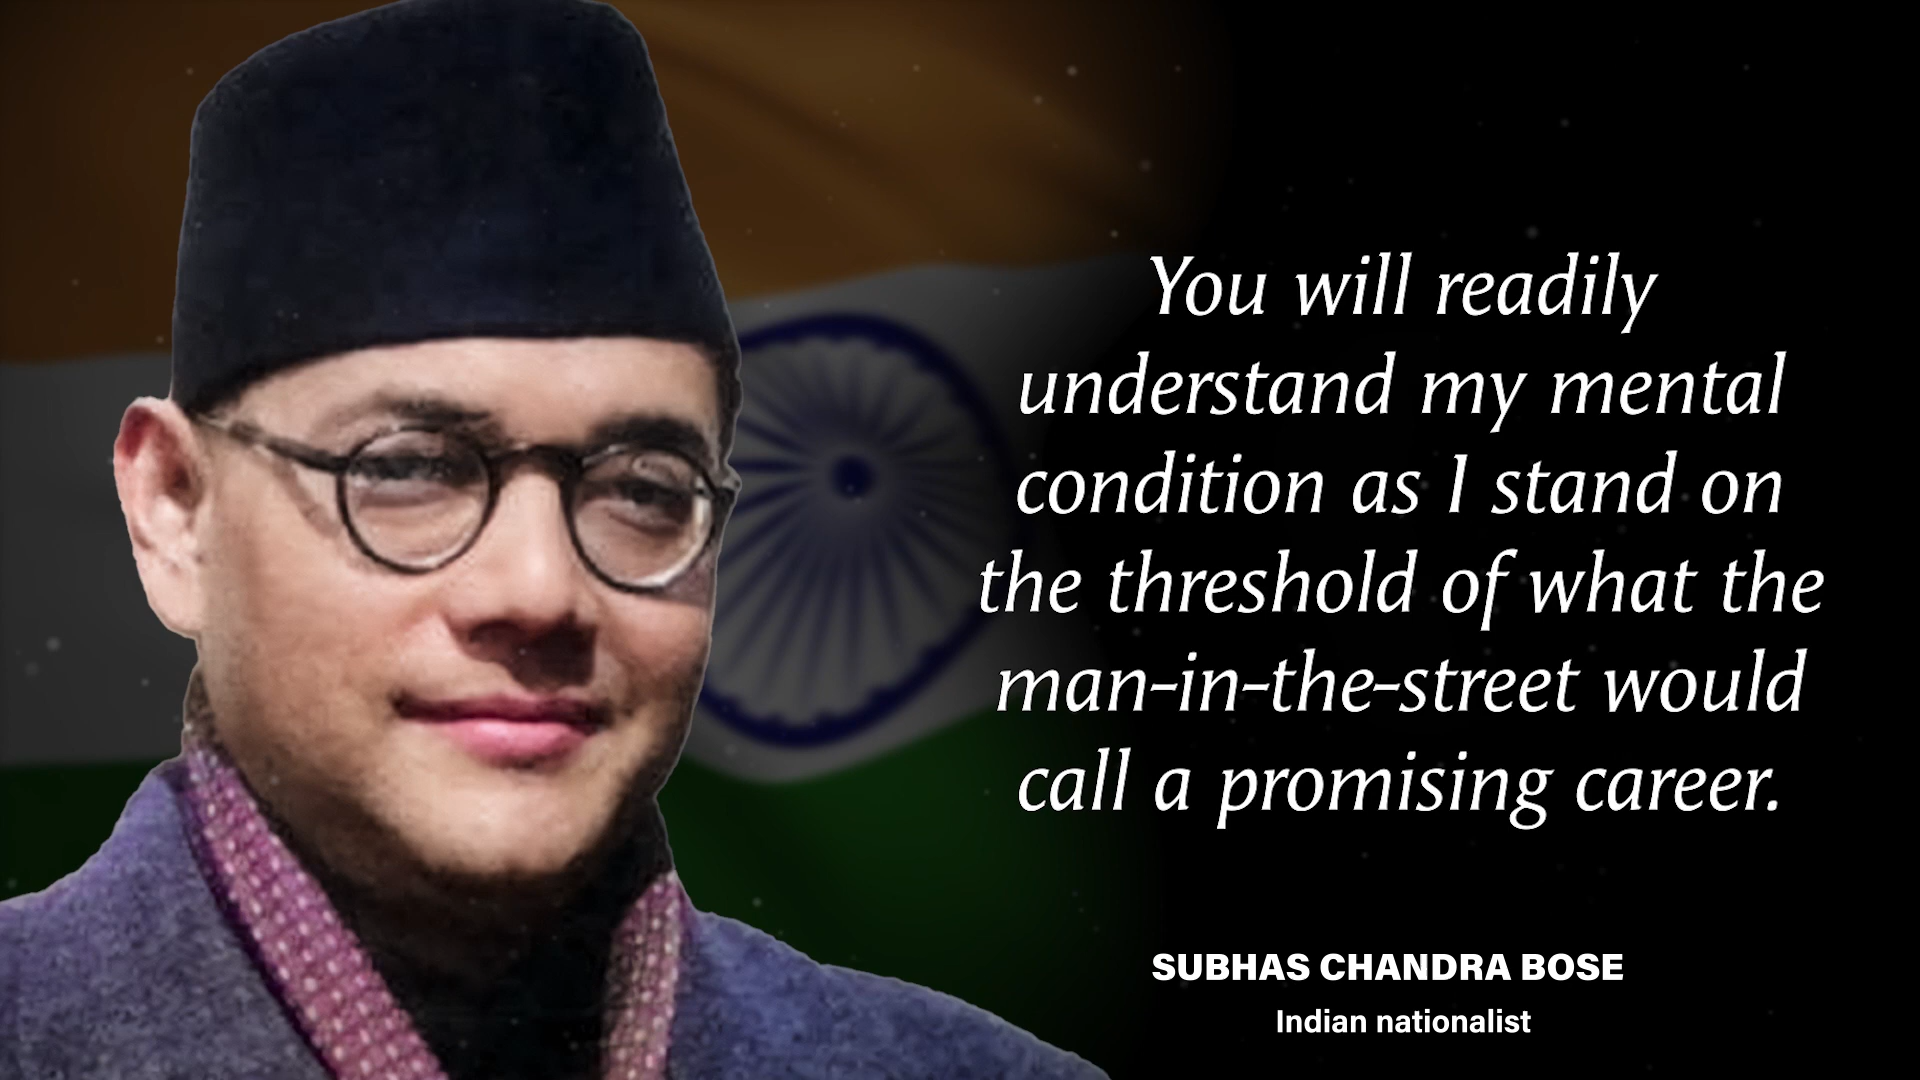 You will readily
understand my mental
condition as I stand on
the threshold of what the
man-in-the-street would
call a promising career.
SUBHAS CHANDRA BOSE
Indian nationalist